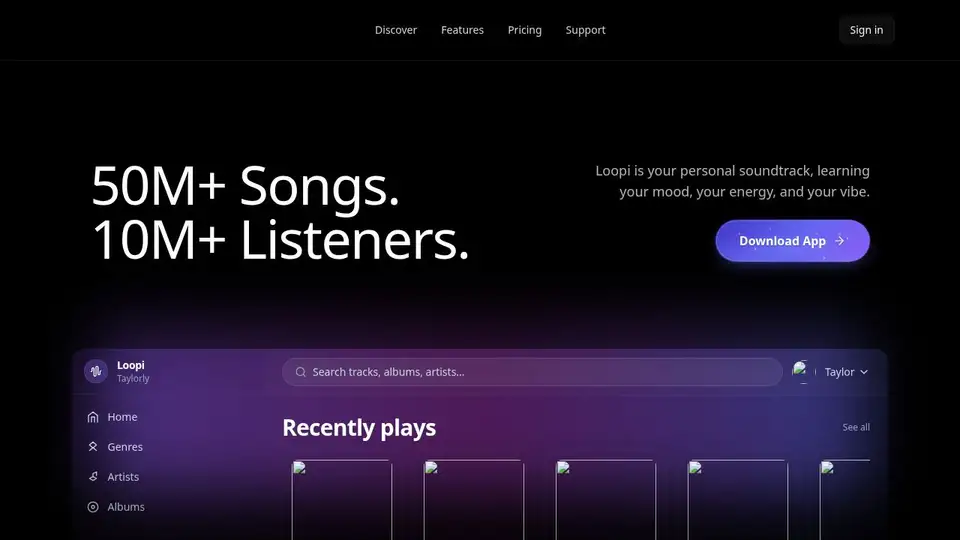 Discover
Features
Pricing
Support
Sign in
50M+ Songs.
10M+ Listeners.
Loopi is your personal soundtrack, learning
your mood, your energy, and your vibe.
Download App
Loopi
Taylorly
Search tracks, albums, artists...
Taylor
Home
Genres
Artists
Albums
Recently plays
See all